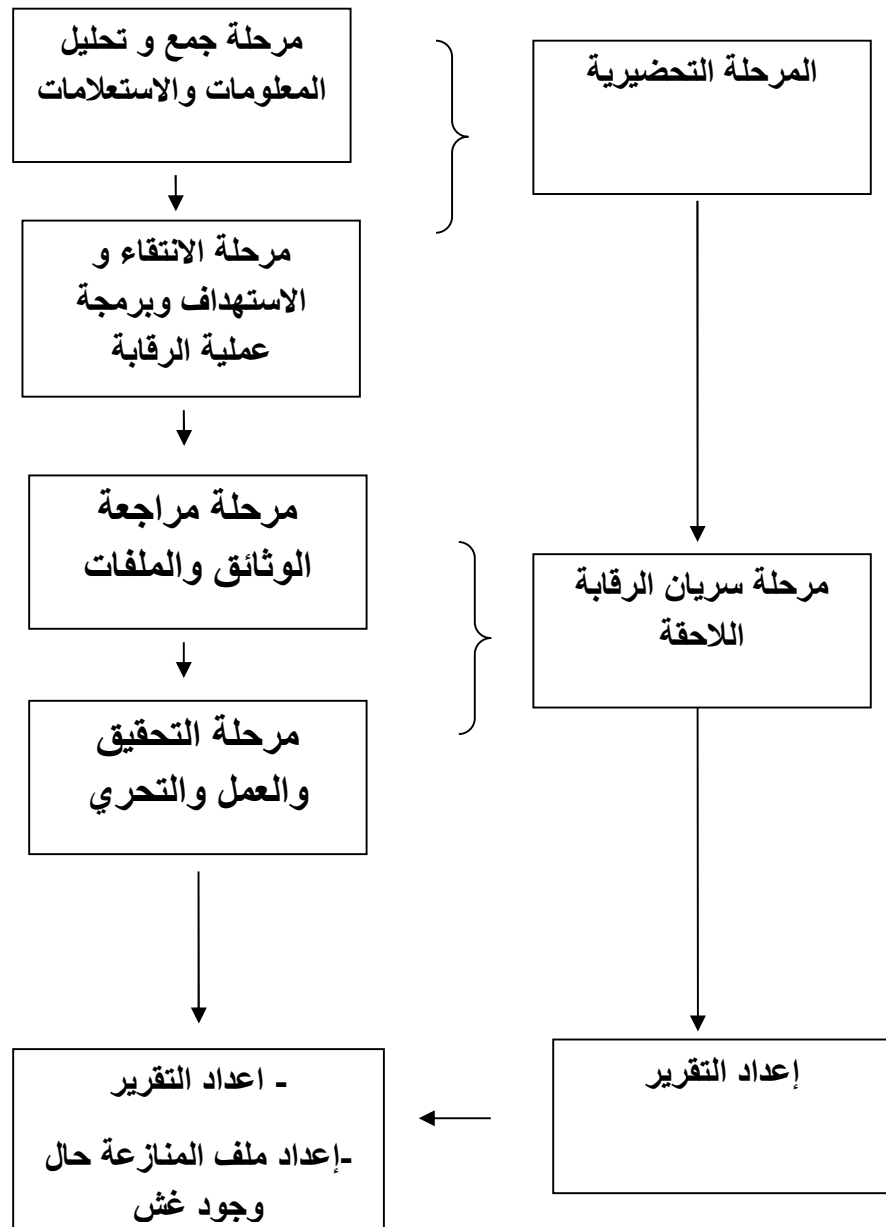 المرحلة التحضيرية
مرحلة جمع و تحليل
المعلومات والاستعلامات
مرحلة الانتقاء و
الاستهداف وبرمجة
عملية الرقابة
مرحلة سريان الرقابة
اللاحقة
مرحلة مراجعة
الوثائق والملفات
مرحلة التحقيق
والعمل والتحري
إعداد التقرير
- اعداد التقرير
-إعداد ملف المنازعة حال
وجود غش